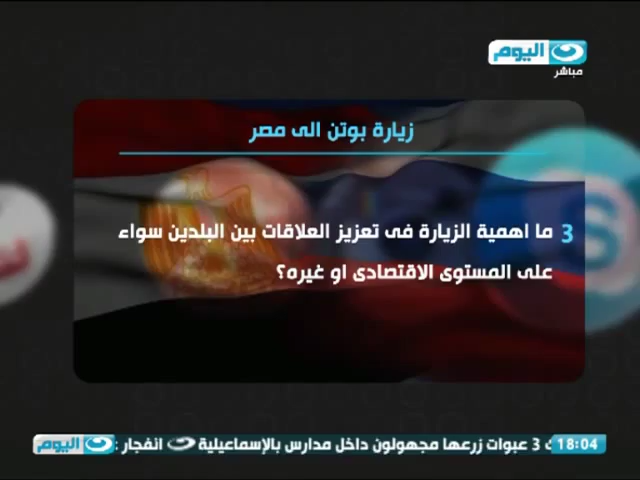 اليوم
مباشر
زيارة بوتن الى مصر
3 ما اهمية الزيارة فى تعزيز العلاقات بين البلدين سواء
على المستوى الاقتصادى او غيره؟
S
18:04 3 عبوات زرعها مجهولون داخل مدارس بالإسماعيلية انفجار : اليوم